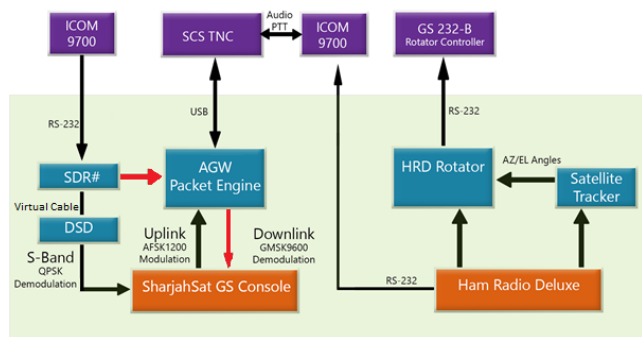 ICOM
9700
SCS TNC
Audio
PTT
ICOM
9700
GS 232-B
Rotator Controller
RS-232
USB
RS-232
SDR#
AGW
Packet Engine
HRD Rotator
AZ/EL Angles
Satellite
Tracker
Virtual Cable
DSD
S-Band
QPSK
Demodulation
Uplink
AFSK1200
Modulation
Downlink
GMSK9600
Demodulation
SharjahSat GS Console
RS-232
Ham Radio Deluxe